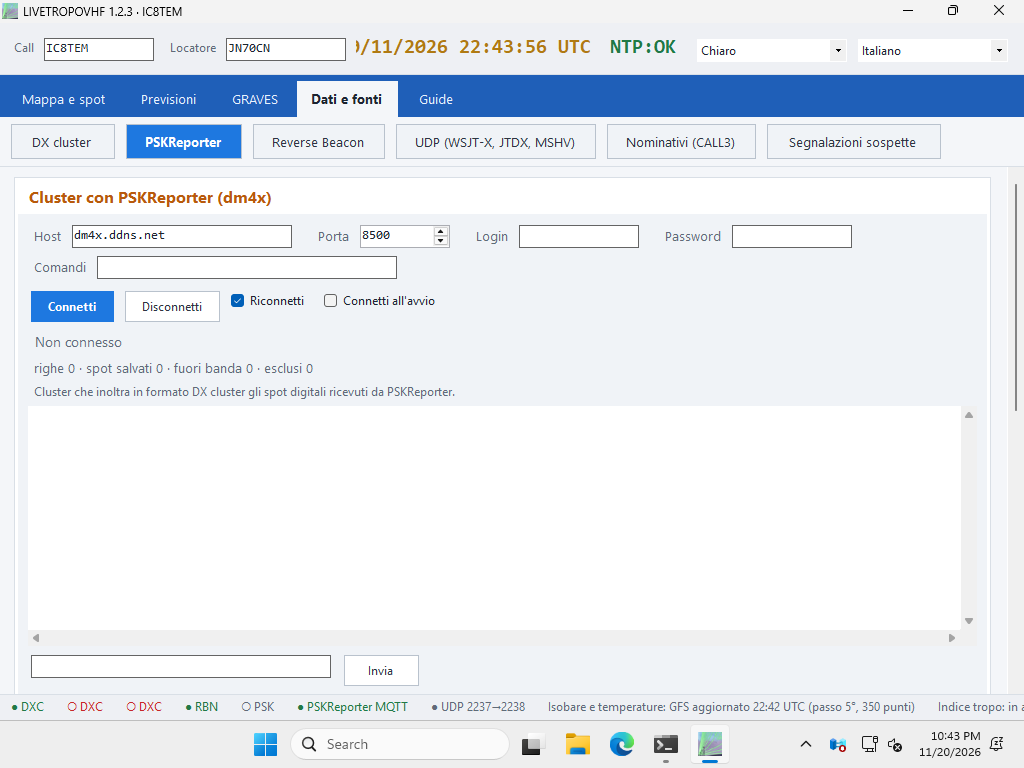 LIVETROPOVHF 1.2.3 · IC8TEM
Call IC8TEM Locatore JN70CN 0/11/2026 22:43:56 UTC NTP:OK Chiaro Italiano
Mappa e spot Previsioni GRAVES Dati e fonti Guide
DX cluster PSKReporter Reverse Beacon UDP (WSJT-X, JTDX, MSHV) Nominativi (CALL3) Segnalazioni sospette
Cluster con PSKReporter (dm4x)
Host dm4x.ddns.net Porta 8500 Login Password
Comandi
Connetti Disconnetti Riconnetti Connetti all'avvio
Non connesso
righe 0 · spot salvati 0 · fuori banda 0 · esclusi 0
Cluster che inoltra in formato DX cluster gli spot digitali ricevuti da PSKReporter.
Invia
● DXC ○ DXC ○ DXC ● RBN ○ PSK ● PSKReporter MQTT ● UDP 2237→2238 Isobare e temperature: GFS aggiornato 22:42 UTC (passo 5°, 350 punti) Indice tropo: in a
Search
10:43 PM
11/20/2026